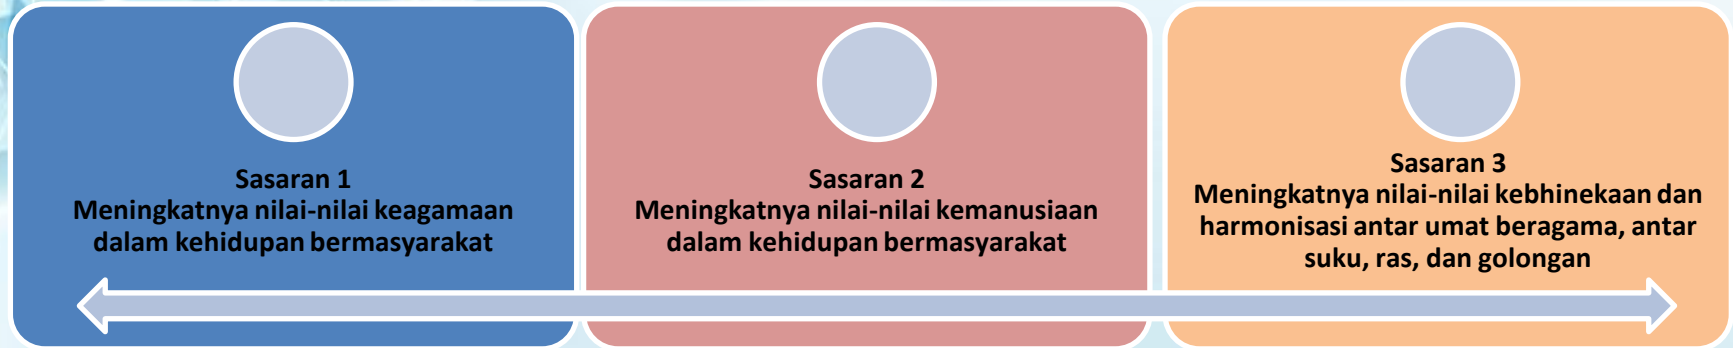 Sasaran 1
Meningkatnya nilai-nilai keagamaan
dalam kehidupan bermasyarakat
Sasaran 2
Meningkatnya nilai-nilai kemanusiaan
dalam kehidupan bermasyarakat
Sasaran 3
Meningkatnya nilai-nilai kebhinekaan dan
harmonisasi antar umat beragama, antar
suku, ras, dan golongan